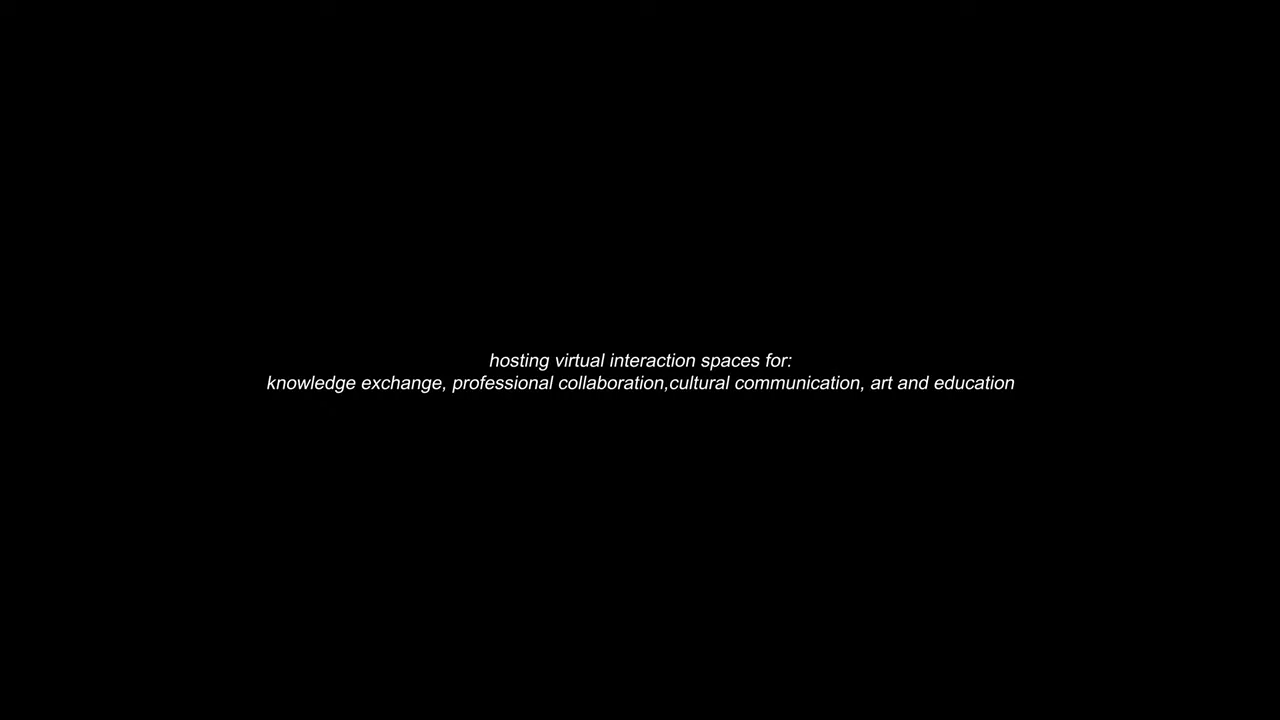 hosting virtual interaction spaces for:
knowledge exchange, professional collaboration,cultural communication, art and education